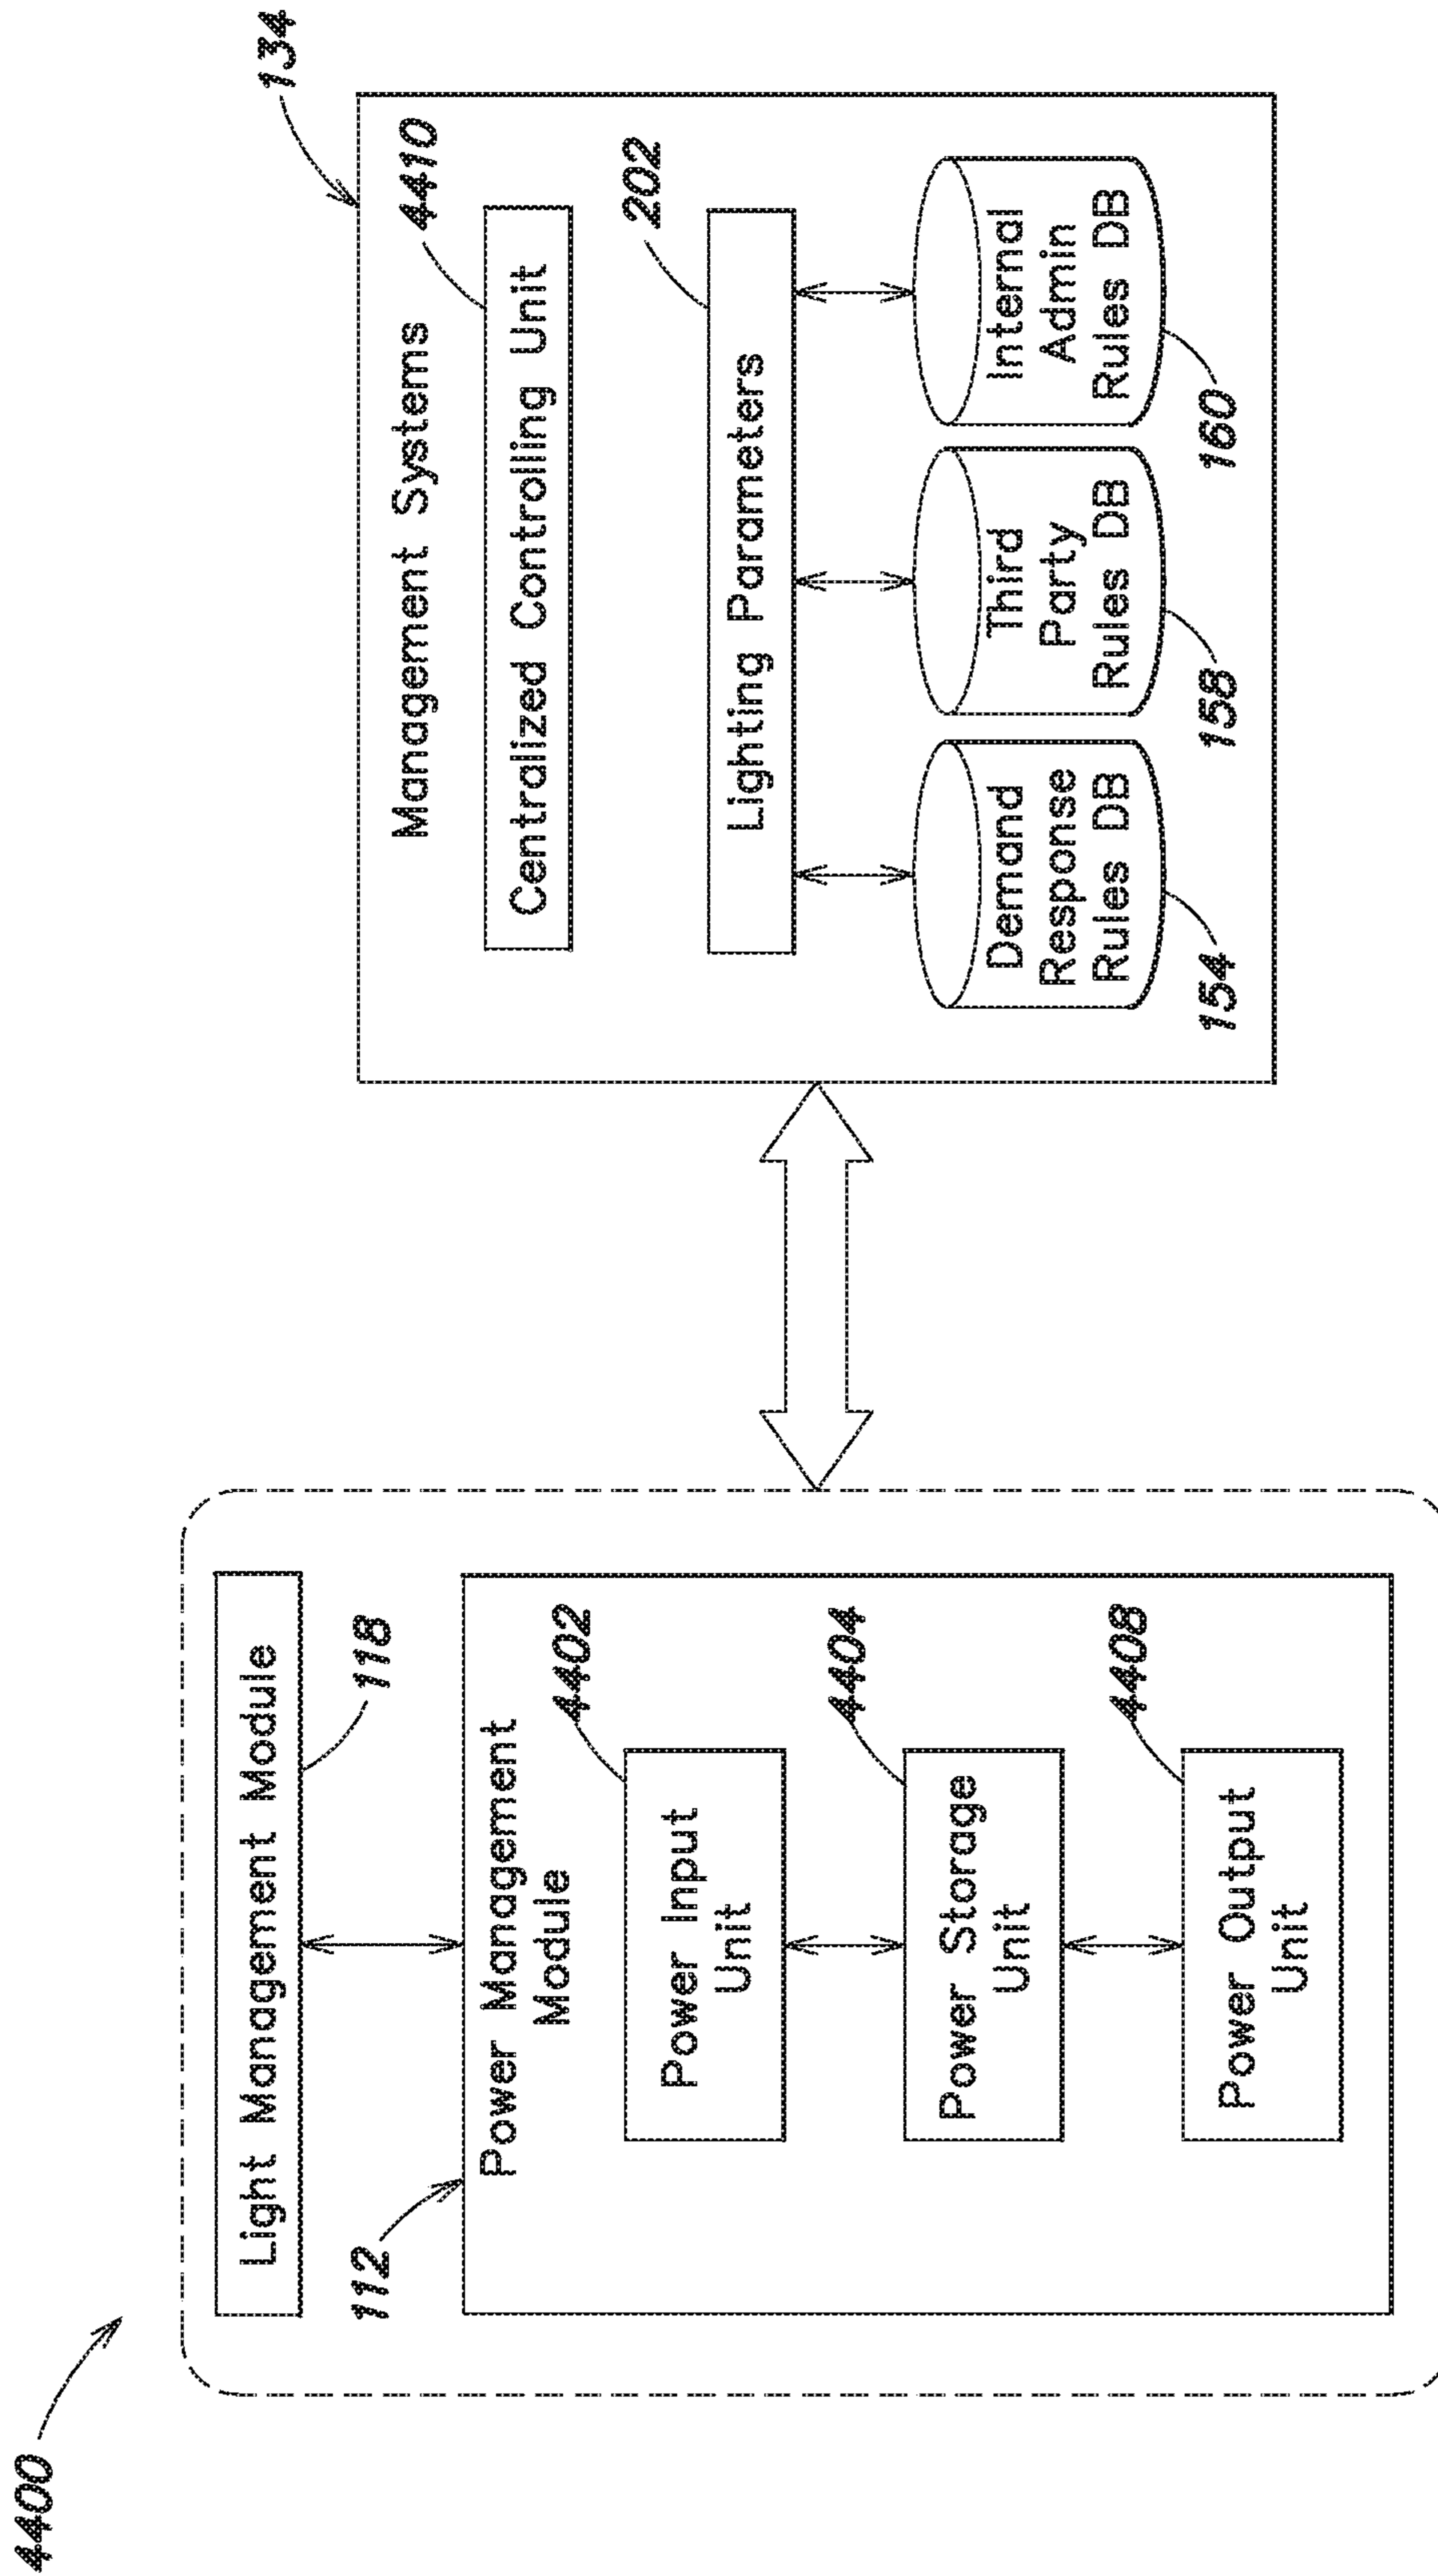 4400
Light Management Module
118
112
Power Management
Module
4402
Power Input
Unit
4404
Power Storage
Unit
4408
Power Output
Unit
134
Management Systems
4410
Centralized Controlling Unit
202
Lighting Parameters
Demand
Response
Rules DB
154
Third
Party
Rules DB
158
Internal
Admin
Rules DB
160